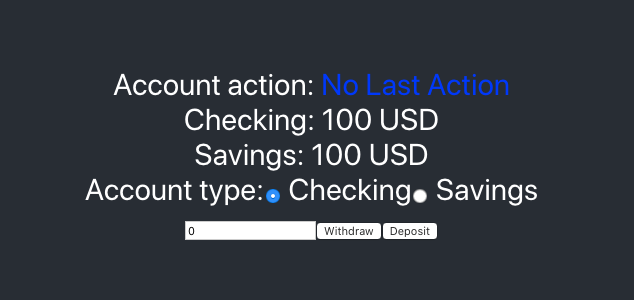 Account action: No Last Action
Checking: 100 USD
Savings: 100 USD
Account type: Checking Savings
0 Withdraw Deposit